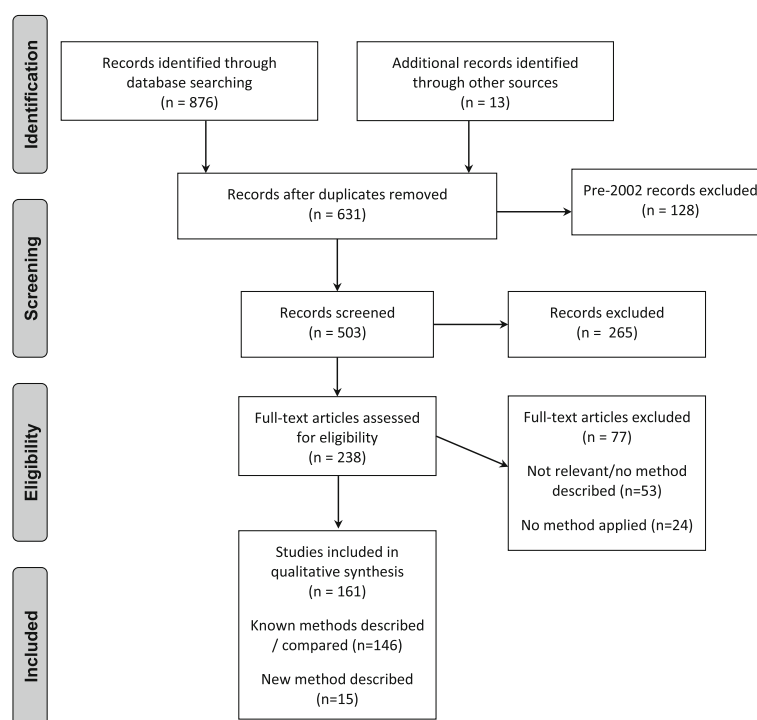 Identification
Records identified through
database searching
(n = 876)
Additional records identified
through other sources
(n = 13)
Records after duplicates removed
(n = 631)
Pre-2002 records excluded
(n = 128)
Screening
Records screened
(n = 503)
Records excluded
(n = 265)
Eligibility
Full-text articles assessed
for eligibility
(n = 238)
Full-text articles excluded
(n = 77)
Not relevant/no method
described (n=53)
No method applied (n=24)
Included
Studies included in
qualitative synthesis
(n = 161)
Known methods described
/ compared (n=146)
New method described
(n=15)